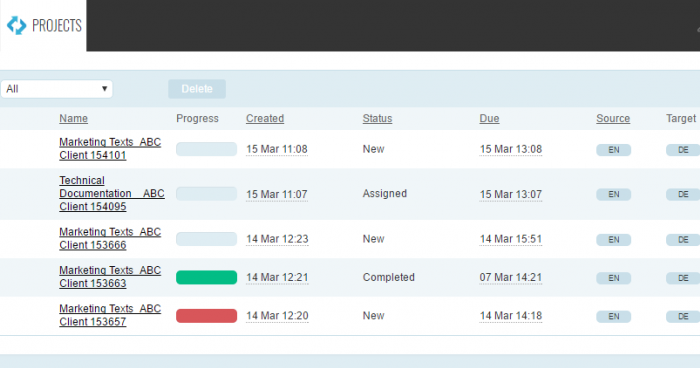 PROJECTS
All
Delete
Name Progress Created Status Due Source Target
Marketing Texts_ABC
Client 154101
15 Mar 11:08 New 15 Mar 13:08 EN DE
Technical
Documentation__ABC
Client 154095
15 Mar 11:07 Assigned 15 Mar 13:07 EN DE
Marketing Texts_ABC
Client 153666
14 Mar 12:23 New 14 Mar 15:51 EN DE
Marketing Texts_ABC
Client 153663
14 Mar 12:21 Completed 07 Mar 14:21 EN DE
Marketing Texts_ABC
Client 153657
14 Mar 12:20 New 14 Mar 14:18 EN DE